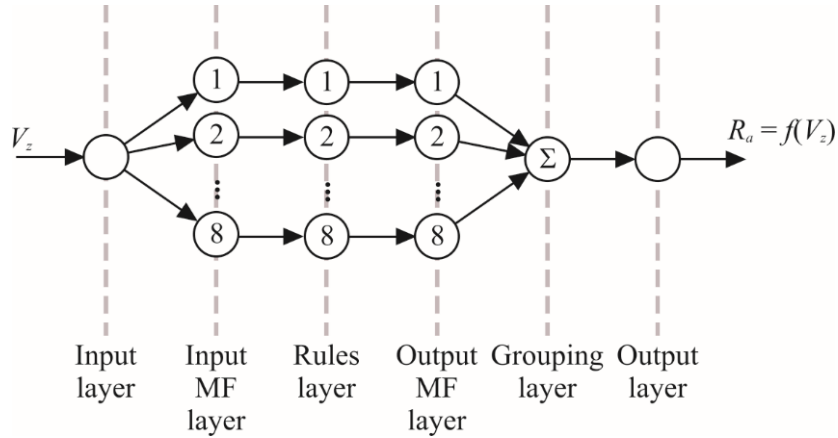 1 1 1
V_z 2 2 2 Σ R_a = f(V_z)
8 8 8
Input layer
Input MF layer
Rules layer
Output MF layer
Grouping layer
Output layer